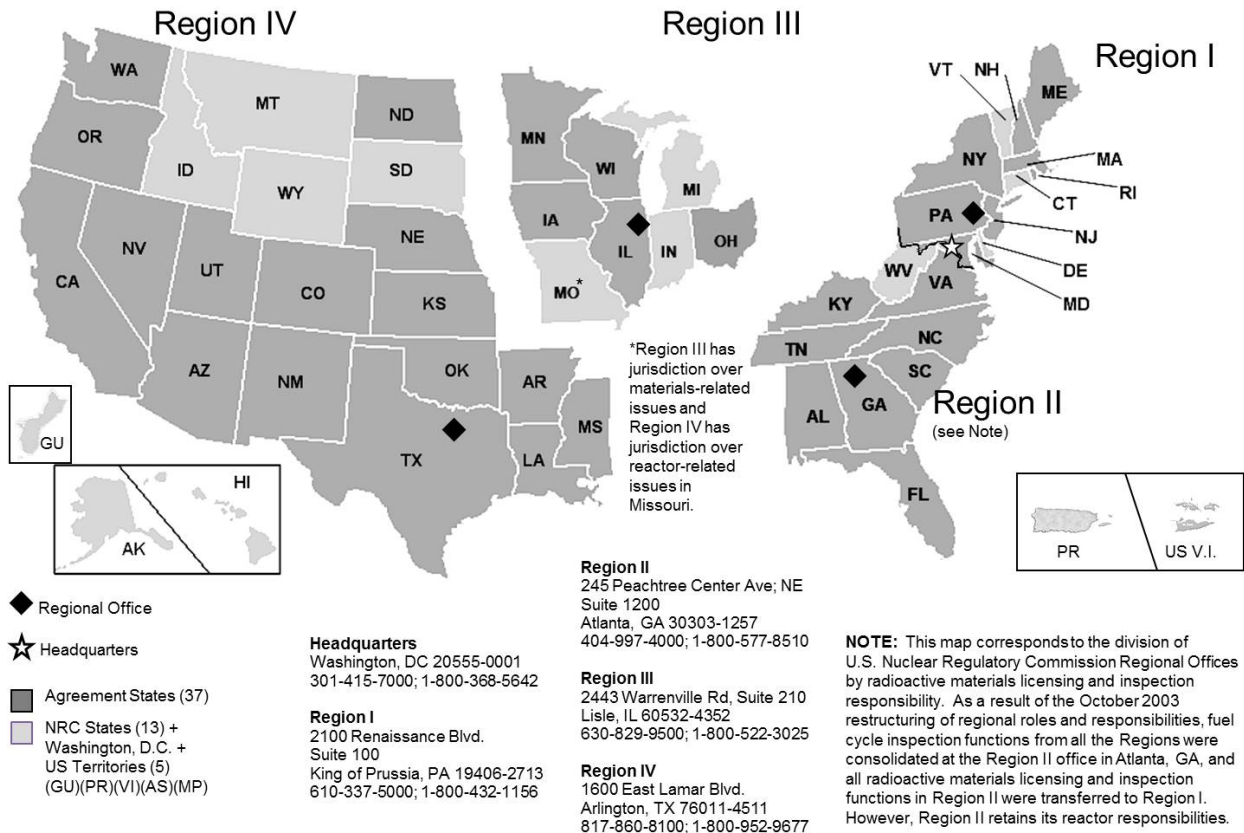 Region IV
Region III
Region I
WA
MT
ND
OR
ID
SD
WY
NE
NV
UT
CA
CO
KS
AZ
NM
OK
TX
AR
LA
MS
MN
WI
MI
IA
IL
IN
OH
MO*
VT
NH
ME
NY
MA
RI
CT
PA
NJ
DE
MD
WV
VA
KY
NC
TN
SC
AL
GA
FL
Region II
(see Note)
*Region III has
jurisdiction over
materials-related
issues and
Region IV has
jurisdiction over
reactor-related
issues in
Missouri.
GU
HI
AK
PR
US V.I.
Regional Office
Headquarters
Agreement States (37)
NRC States (13) +
Washington, D.C. +
US Territories (5)
(GU)(PR)(VI)(AS)(MP)
Headquarters
Washington, DC 20555-0001
301-415-7000; 1-800-368-5642
Region I
2100 Renaissance Blvd.
Suite 100
King of Prussia, PA 19406-2713
610-337-5000; 1-800-432-1156
Region II
245 Peachtree Center Ave; NE
Suite 1200
Atlanta, GA 30303-1257
404-997-4000; 1-800-577-8510
Region III
2443 Warrenville Rd, Suite 210
Lisle, IL 60532-4352
630-829-9500; 1-800-522-3025
Region IV
1600 East Lamar Blvd.
Arlington, TX 76011-4511
817-860-8100; 1-800-952-9677
NOTE: This map corresponds to the division of
U.S. Nuclear Regulatory Commission Regional Offices
by radioactive materials licensing and inspection
responsibility. As a result of the October 2003
restructuring of regional roles and responsibilities, fuel
cycle inspection functions from all the Regions were
consolidated at the Region II office in Atlanta, GA, and
all radioactive materials licensing and inspection
functions in Region II were transferred to Region I.
However, Region II retains its reactor responsibilities.